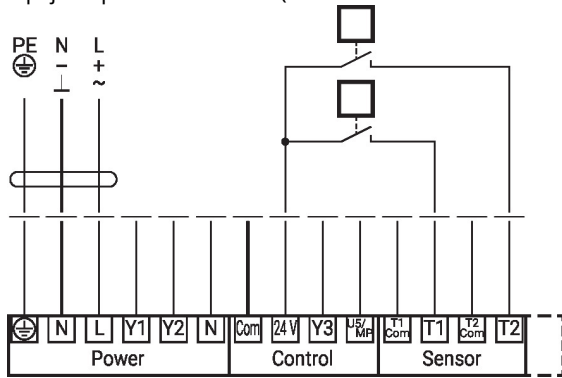 PE N L
- +
~
N L Y1 Y2 N Com 24 V Y3 U5/MP T1 Com T1 T2 Com T2
Power Control Sensor